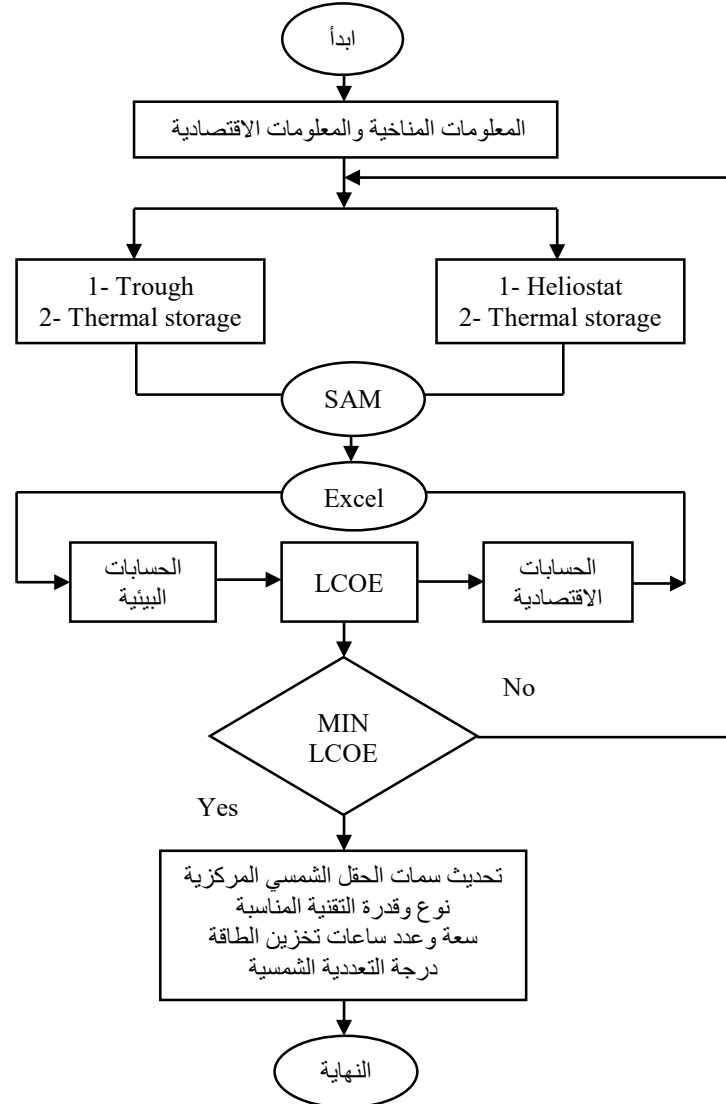 ابدأ
المعلومات المناخية والمعلومات الاقتصادية
1- Trough
2- Thermal storage
1- Heliostat
2- Thermal storage
SAM
Excel
الحسابات
البيئية
LCOE
الحسابات
الاقتصادية
MIN
LCOE
No
Yes
تحديث سمات الحقل الشمسي المركزية
نوع وقدرة التقنية المناسبة
سعة وعدد ساعات تخزين الطاقة
درجة التعددية الشمسية
النهاية